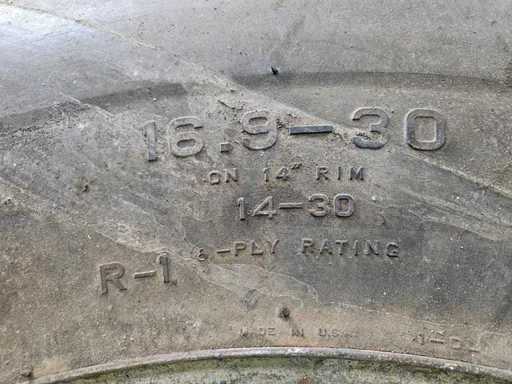 16.9-30
ON 14" RIM
14-30
6-PLY RATING
R-1
MADE IN U.S.A.